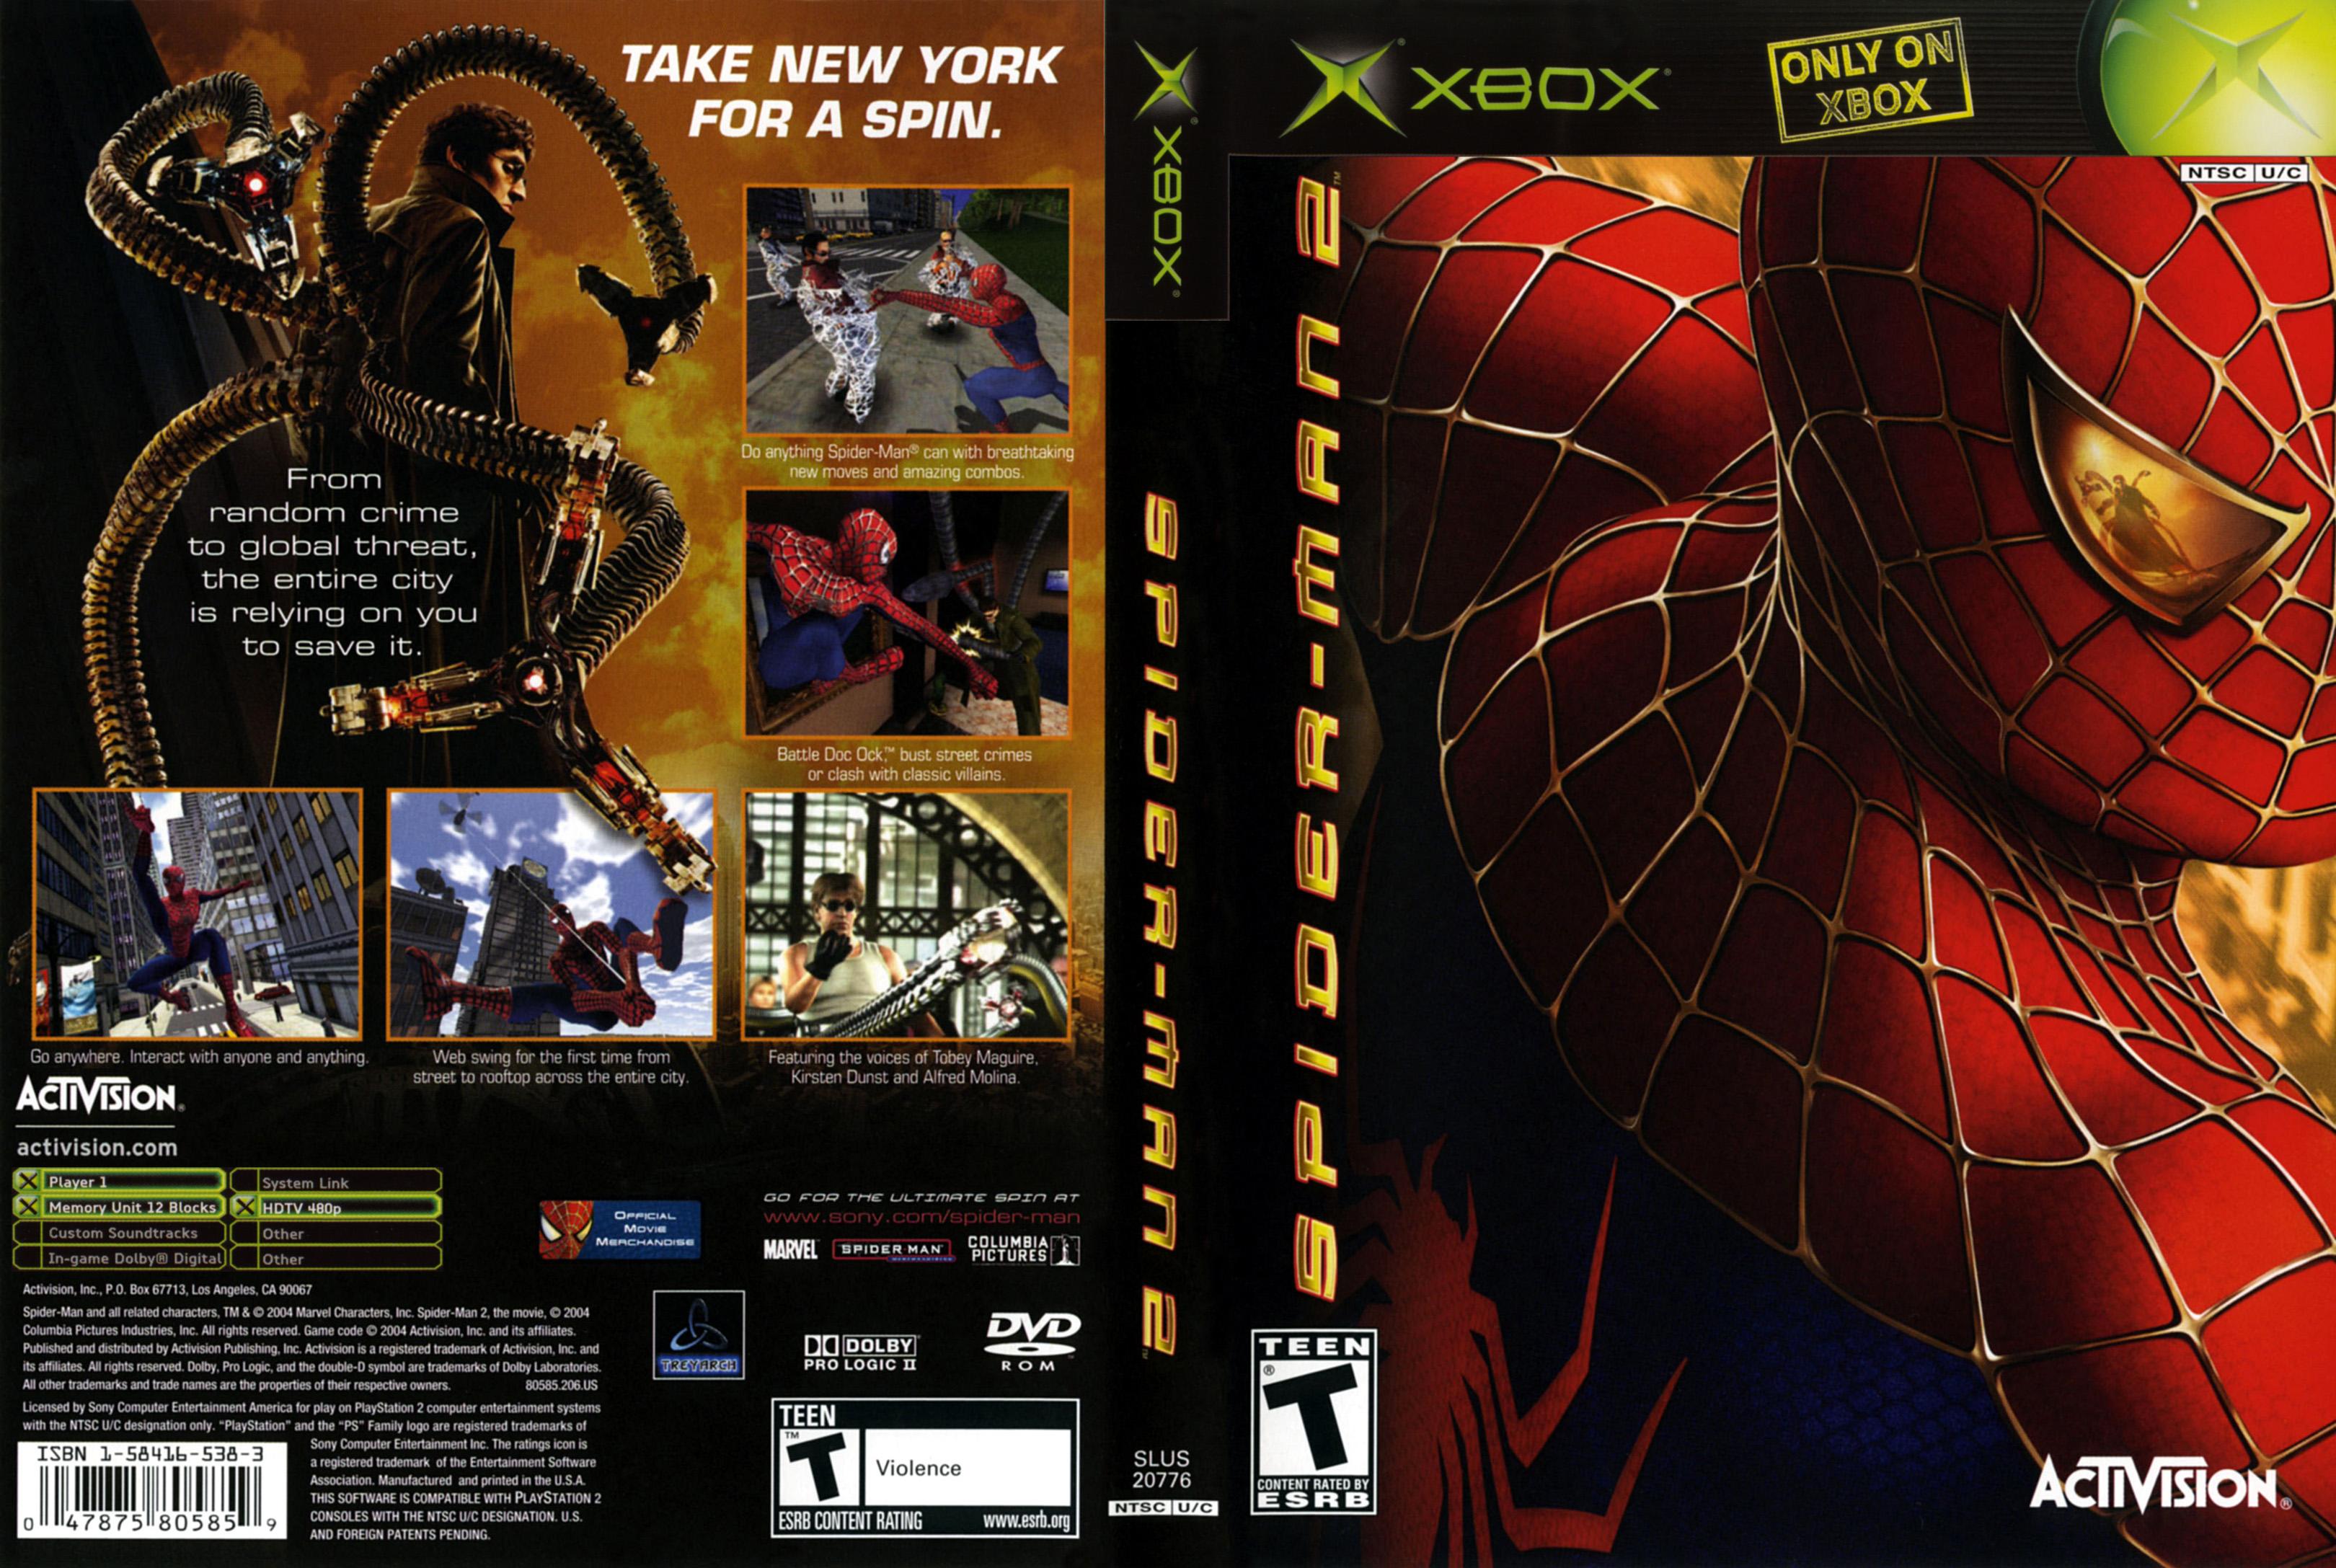 TAKE NEW YORK
FOR A SPIN.
From
random crime
to global threat,
the entire city
is relying on you
to save it.
Do anything Spider-Man® can with breathtaking
new moves and amazing combos.
Battle Doc Ock,™ bust street crimes
or clash with classic villains.
Go anywhere. Interact with anyone and anything.
Web swing for the first time from
street to rooftop across the entire city.
Featuring the voices of Tobey Maguire,
Kirsten Dunst and Alfred Molina.
ACTIVISION®
activision.com
Player 1
Memory Unit 12 Blocks
Custom Soundtracks
In-game Dolby® Digital
System Link
HDTV 480p
Other
Other
OFFICIAL
MOVIE
MERCHANDISE
GO FOR THE ULTIMATE SPIN AT
www.sony.com/spider-man
MARVEL
SPIDER-MAN
COLUMBIA
PICTURES
Activision, Inc., P.O. Box 67713, Los Angeles, CA 90067
Spider-Man and all related characters, TM & © 2004 Marvel Characters, Inc. Spider-Man 2, the movie, © 2004
Columbia Pictures Industries, Inc. All rights reserved. Game code © 2004 Activision, Inc. and its affiliates.
Published and distributed by Activision Publishing, Inc. Activision is a registered trademark of Activision, Inc. and
its affiliates. All rights reserved. Dolby, Pro Logic, and the double-D symbol are trademarks of Dolby Laboratories.
All other trademarks and trade names are the properties of their respective owners. 80585.206.US
Licensed by Sony Computer Entertainment America for play on PlayStation 2 computer entertainment systems
with the NTSC U/C designation only. “PlayStation” and the “PS” Family logo are registered trademarks of
Sony Computer Entertainment Inc. The ratings icon is
a registered trademark of the Entertainment Software
Association. Manufactured and printed in the U.S.A.
THIS SOFTWARE IS COMPATIBLE WITH PLAYSTATION 2
CONSOLES WITH THE NTSC U/C DESIGNATION. U.S.
AND FOREIGN PATENTS PENDING.
ISBN 1-58416-538-3
0 47875 80585 9
TREYARCH
DOLBY
PRO LOGIC II
DVD
ROM
TEEN
T
Violence
ESRB CONTENT RATING www.esrb.org
XBOX®
SPIDER-MAN 2™
SLUS
20776
NTSC U/C
XBOX®
ONLY ON
XBOX
NTSC U/C
SPIDER-MAN 2™
TEEN
T
CONTENT RATED BY
ESRB
ACTIVISION®